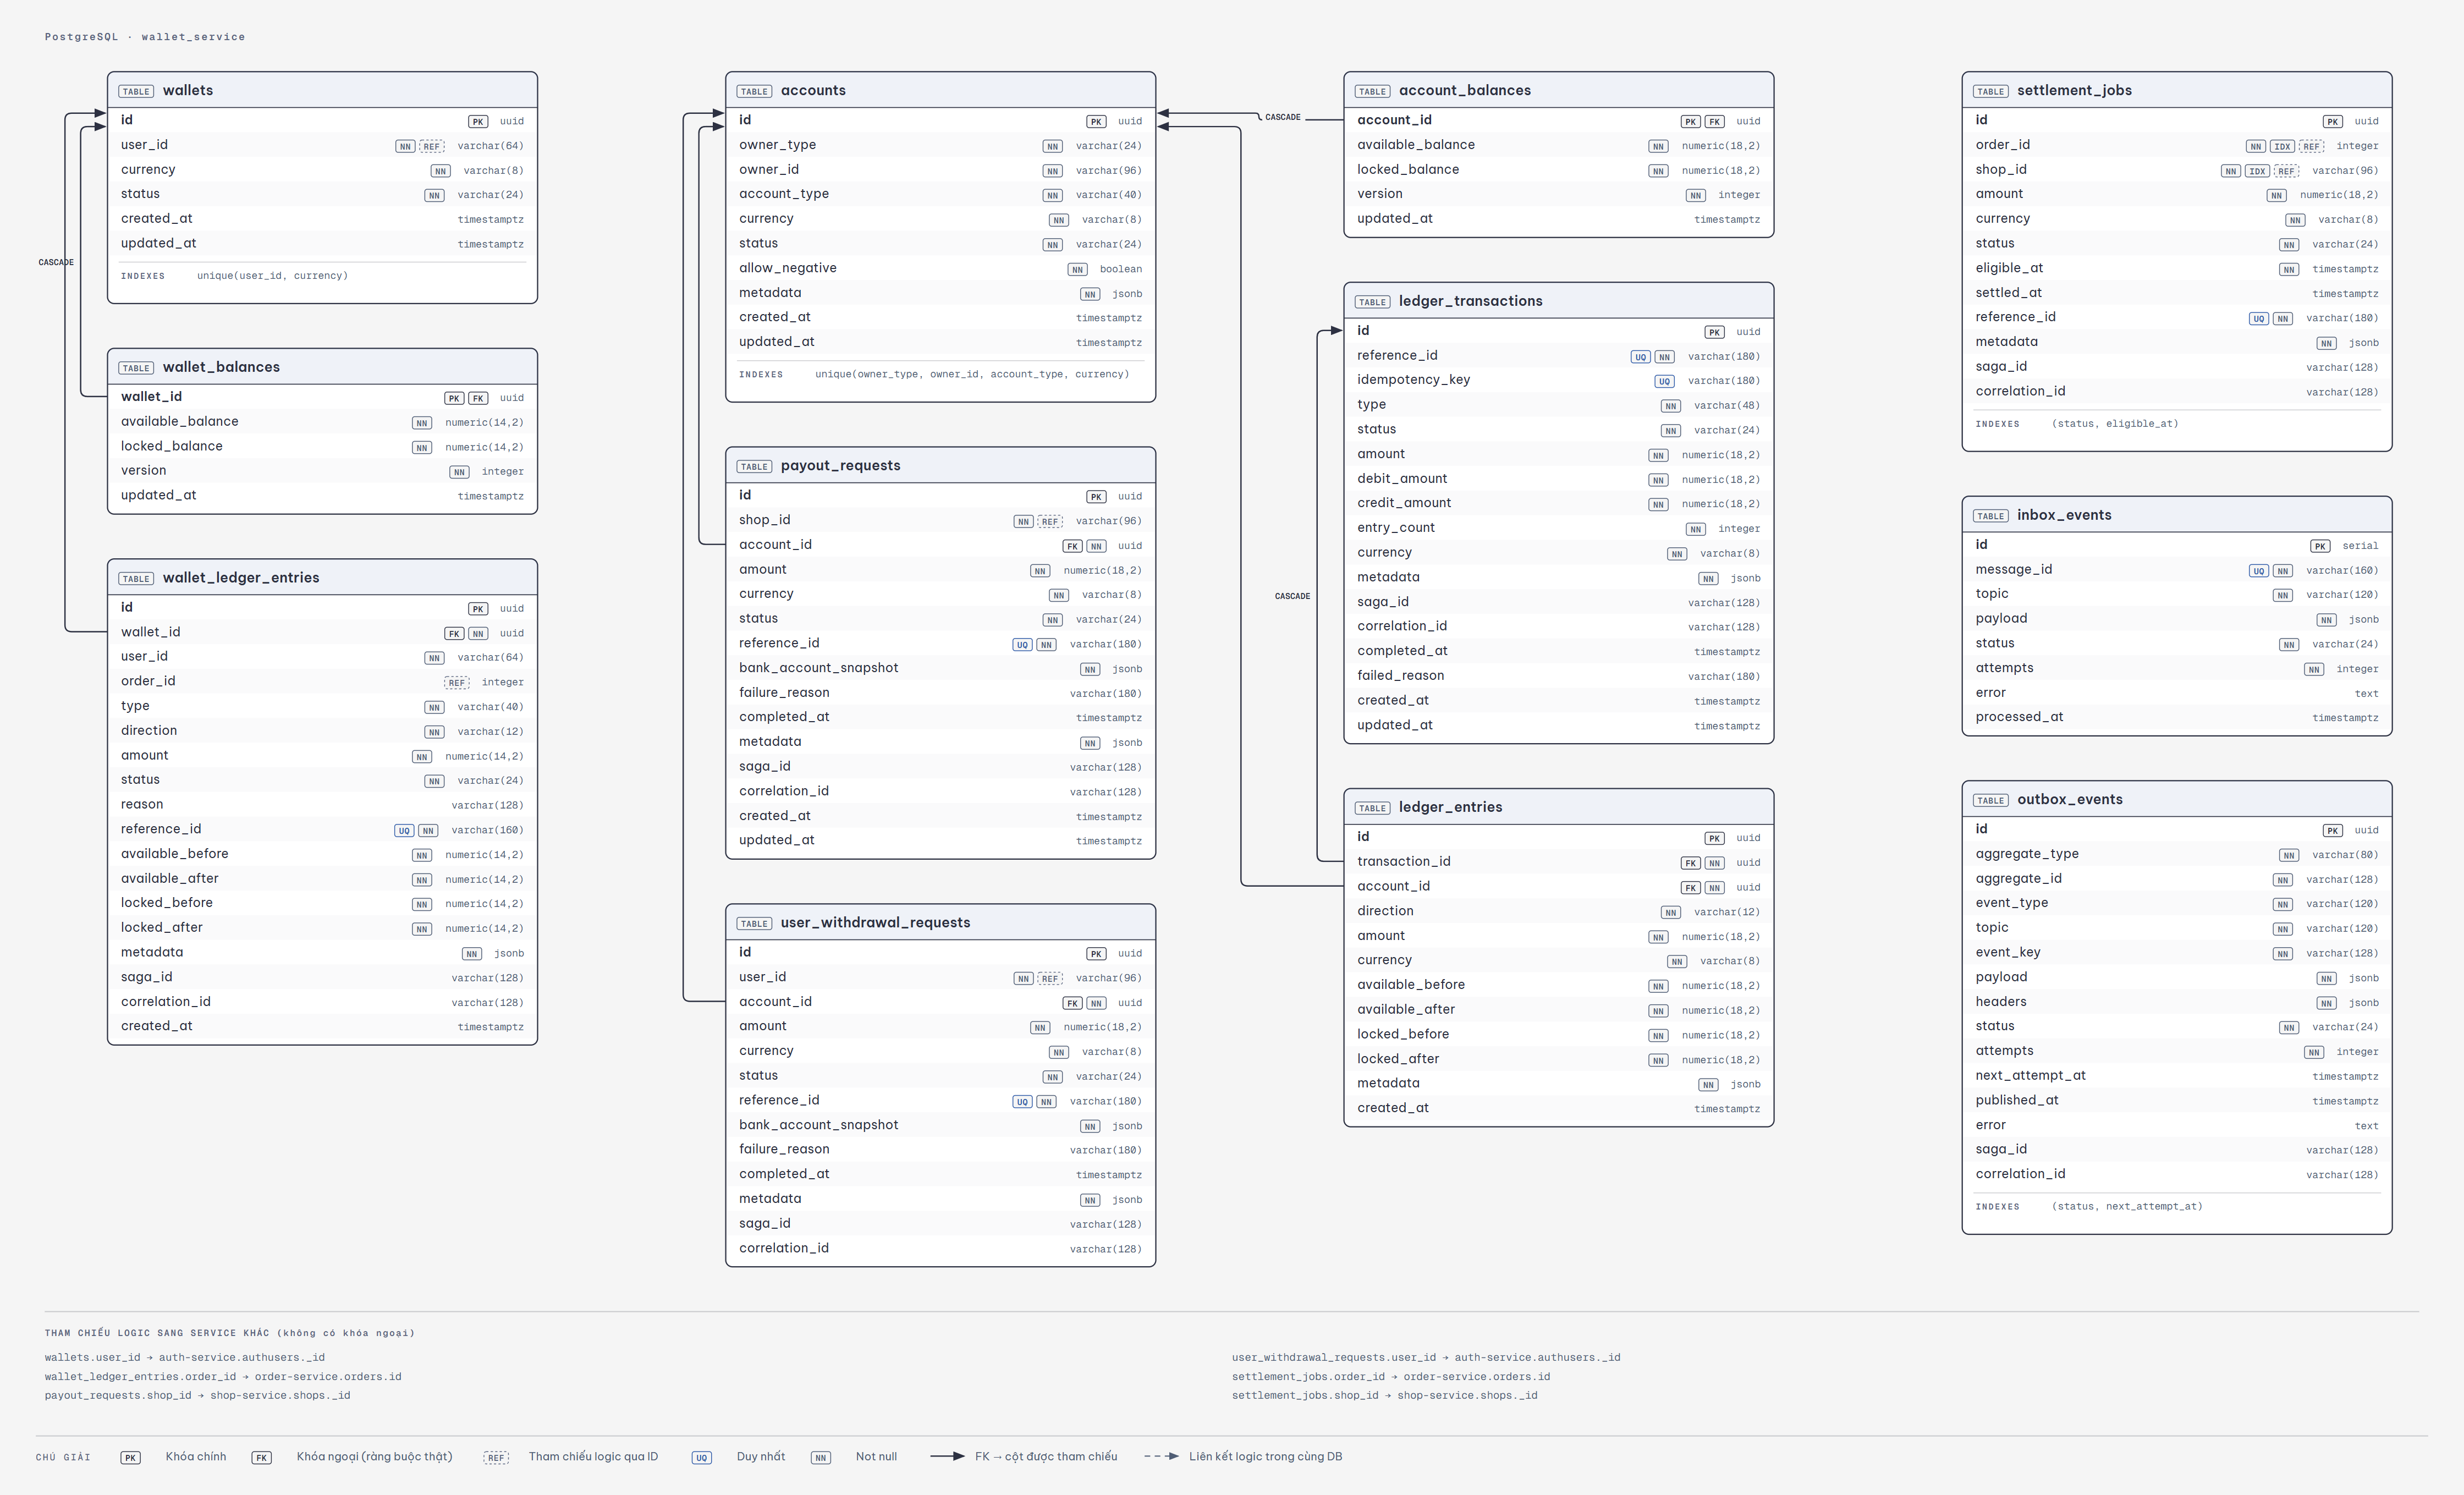 PostgreSQL · wallet_service
TABLE wallets
id PK uuid
user_id NN REF varchar(64)
currency NN varchar(8)
status NN varchar(24)
created_at timestamptz
updated_at timestamptz
INDEXES unique(user_id, currency)
CASCADE
TABLE wallet_balances
wallet_id PK FK uuid
available_balance NN numeric(14,2)
locked_balance NN numeric(14,2)
version NN integer
updated_at timestamptz
TABLE wallet_ledger_entries
id PK uuid
wallet_id FK NN uuid
user_id NN varchar(64)
order_id REF integer
type NN varchar(40)
direction NN varchar(12)
amount NN numeric(14,2)
status NN varchar(24)
reason varchar(128)
reference_id UQ NN varchar(160)
available_before NN numeric(14,2)
available_after NN numeric(14,2)
locked_before NN numeric(14,2)
locked_after NN numeric(14,2)
metadata NN jsonb
saga_id varchar(128)
correlation_id varchar(128)
created_at timestamptz
TABLE accounts
id PK uuid
owner_type NN varchar(24)
owner_id NN varchar(96)
account_type NN varchar(40)
currency NN varchar(8)
status NN varchar(24)
allow_negative NN boolean
metadata NN jsonb
created_at timestamptz
updated_at timestamptz
INDEXES unique(owner_type, owner_id, account_type, currency)
TABLE payout_requests
id PK uuid
shop_id NN REF varchar(96)
account_id FK NN uuid
amount NN numeric(18,2)
currency NN varchar(8)
status NN varchar(24)
reference_id UQ NN varchar(180)
bank_account_snapshot NN jsonb
failure_reason varchar(180)
completed_at timestamptz
metadata NN jsonb
saga_id varchar(128)
correlation_id varchar(128)
created_at timestamptz
updated_at timestamptz
TABLE user_withdrawal_requests
id PK uuid
user_id NN REF varchar(96)
account_id FK NN uuid
amount NN numeric(18,2)
currency NN varchar(8)
status NN varchar(24)
reference_id UQ NN varchar(180)
bank_account_snapshot NN jsonb
failure_reason varchar(180)
completed_at timestamptz
metadata NN jsonb
saga_id varchar(128)
correlation_id varchar(128)
CASCADE
TABLE account_balances
account_id PK FK uuid
available_balance NN numeric(18,2)
locked_balance NN numeric(18,2)
version NN integer
updated_at timestamptz
TABLE ledger_transactions
id PK uuid
reference_id UQ NN varchar(180)
idempotency_key UQ varchar(180)
type NN varchar(48)
status NN varchar(24)
amount NN numeric(18,2)
debit_amount NN numeric(18,2)
credit_amount NN numeric(18,2)
entry_count NN integer
currency NN varchar(8)
metadata NN jsonb
saga_id varchar(128)
correlation_id varchar(128)
completed_at timestamptz
failed_reason varchar(180)
created_at timestamptz
updated_at timestamptz
CASCADE
TABLE ledger_entries
id PK uuid
transaction_id FK NN uuid
account_id FK NN uuid
direction NN varchar(12)
amount NN numeric(18,2)
currency NN varchar(8)
available_before NN numeric(18,2)
available_after NN numeric(18,2)
locked_before NN numeric(18,2)
locked_after NN numeric(18,2)
metadata NN jsonb
created_at timestamptz
TABLE settlement_jobs
id PK uuid
order_id NN IDX REF integer
shop_id NN IDX REF varchar(96)
amount NN numeric(18,2)
currency NN varchar(8)
status NN varchar(24)
eligible_at NN timestamptz
settled_at timestamptz
reference_id UQ NN varchar(180)
metadata NN jsonb
saga_id varchar(128)
correlation_id varchar(128)
INDEXES (status, eligible_at)
TABLE inbox_events
id PK serial
message_id UQ NN varchar(160)
topic NN varchar(120)
payload NN jsonb
status NN varchar(24)
attempts NN integer
error text
processed_at timestamptz
TABLE outbox_events
id PK uuid
aggregate_type NN varchar(80)
aggregate_id NN varchar(128)
event_type NN varchar(120)
topic NN varchar(120)
event_key NN varchar(128)
payload NN jsonb
headers NN jsonb
status NN varchar(24)
attempts NN integer
next_attempt_at timestamptz
published_at timestamptz
error text
saga_id varchar(128)
correlation_id varchar(128)
INDEXES (status, next_attempt_at)
THAM CHIẾU LOGIC SANG SERVICE KHÁC (không có khóa ngoại)
wallets.user_id → auth-service.authusers._id
wallet_ledger_entries.order_id → order-service.orders.id
payout_requests.shop_id → shop-service.shops._id
user_withdrawal_requests.user_id → auth-service.authusers._id
settlement_jobs.order_id → order-service.orders.id
settlement_jobs.shop_id → shop-service.shops._id
CHÚ GIẢI PK Khóa chính FK Khóa ngoại (ràng buộc thật) REF Tham chiếu logic qua ID UQ Duy nhất NN Not null FK → cột được tham chiếu Liên kết logic trong cùng DB